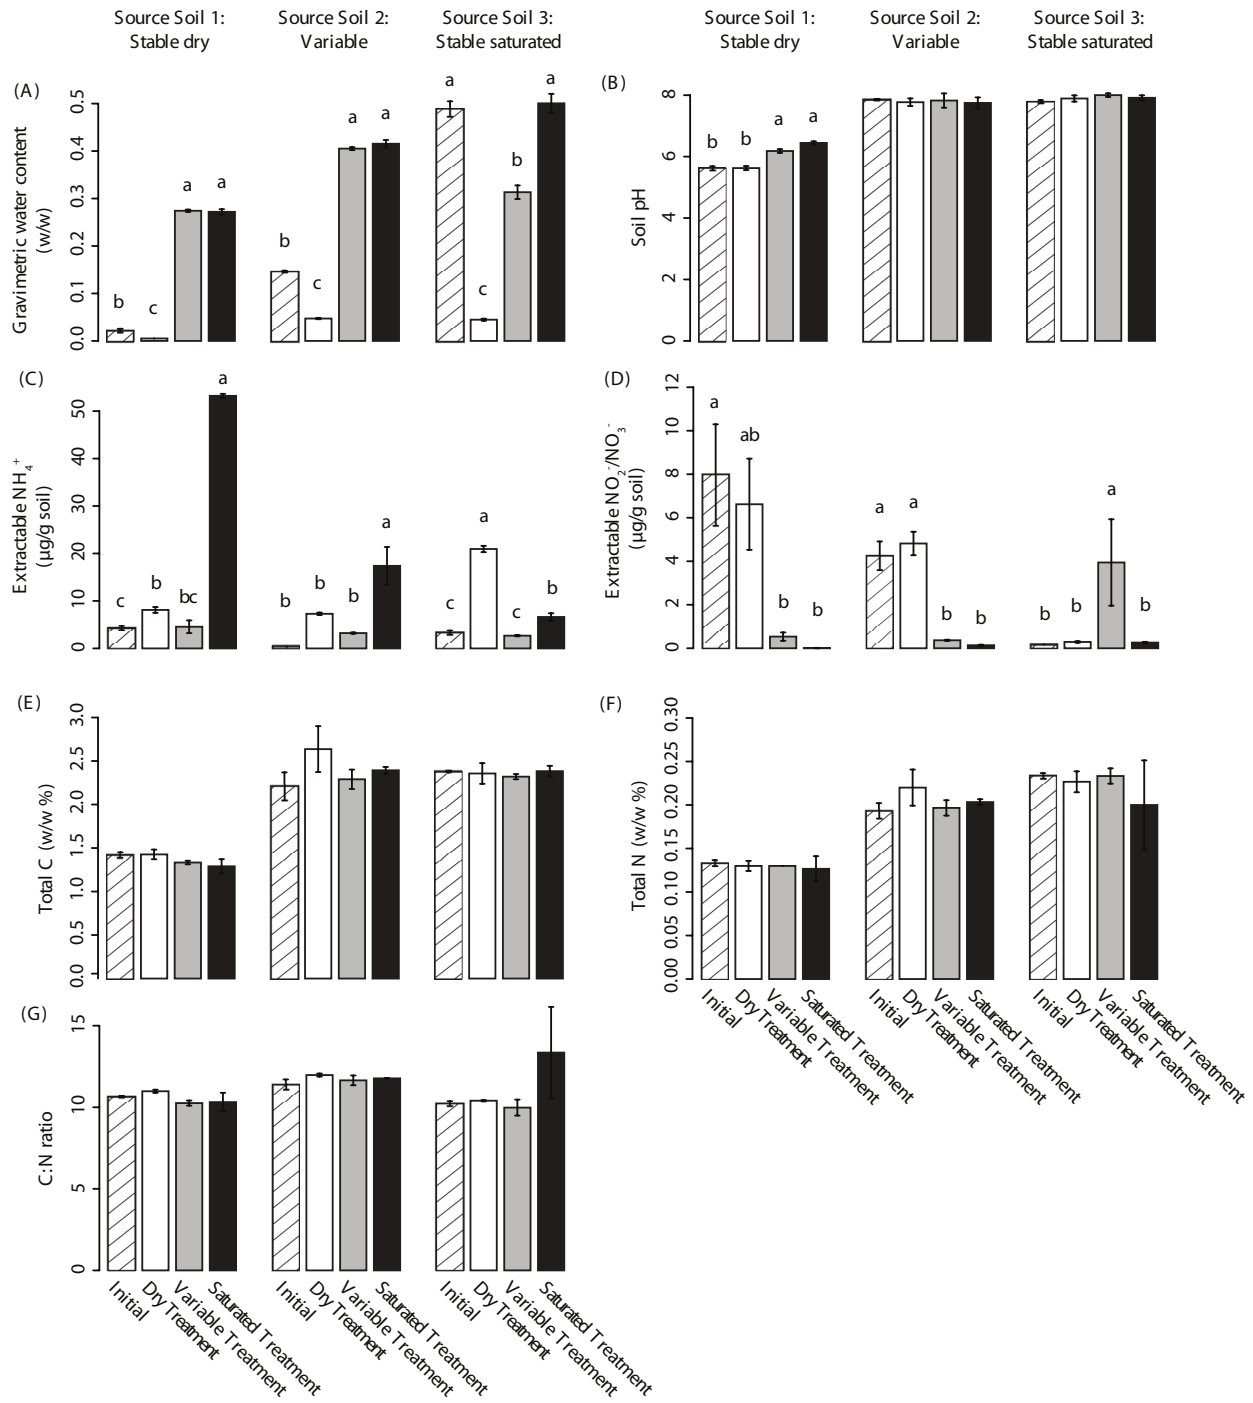 Source Soil 1: Source Soil 2: Source Soil 3: Source Soil 1: Source Soil 2: Source Soil 3:
Stable dry Variable Stable saturated Stable dry Variable Stable saturated
(A)
Gravimetric water content
(w/w)
0.5
0.4
0.3
0.2
0.1
0.0
b c a a
b c a a
a c b a
(B)
Soil pH
8
6
4
2
0
b b a a
(C)
Extractable NH4+
(µg/g soil)
50
40
30
20
10
0
c b bc a
b b b a
c a c b
(D)
Extractable NO2-/NO3-
(µg/g soil)
12
10
8
6
4
2
0
a ab b b
a a b b
b b a b
(E)
Total C (w/w %)
3.0
2.5
2.0
1.5
1.0
0.5
0.0
(F)
Total N (w/w %)
0.30
0.25
0.20
0.15
0.10
0.05
0.00
Initial Dry Treatment Variable Treatment Saturated Treatment
Initial Dry Treatment Variable Treatment Saturated Treatment
Initial Dry Treatment Variable Treatment Saturated Treatment
(G)
C:N ratio
15
10
5
0
Initial Dry Treatment Variable Treatment Saturated Treatment
Initial Dry Treatment Variable Treatment Saturated Treatment
Initial Dry Treatment Variable Treatment Saturated Treatment